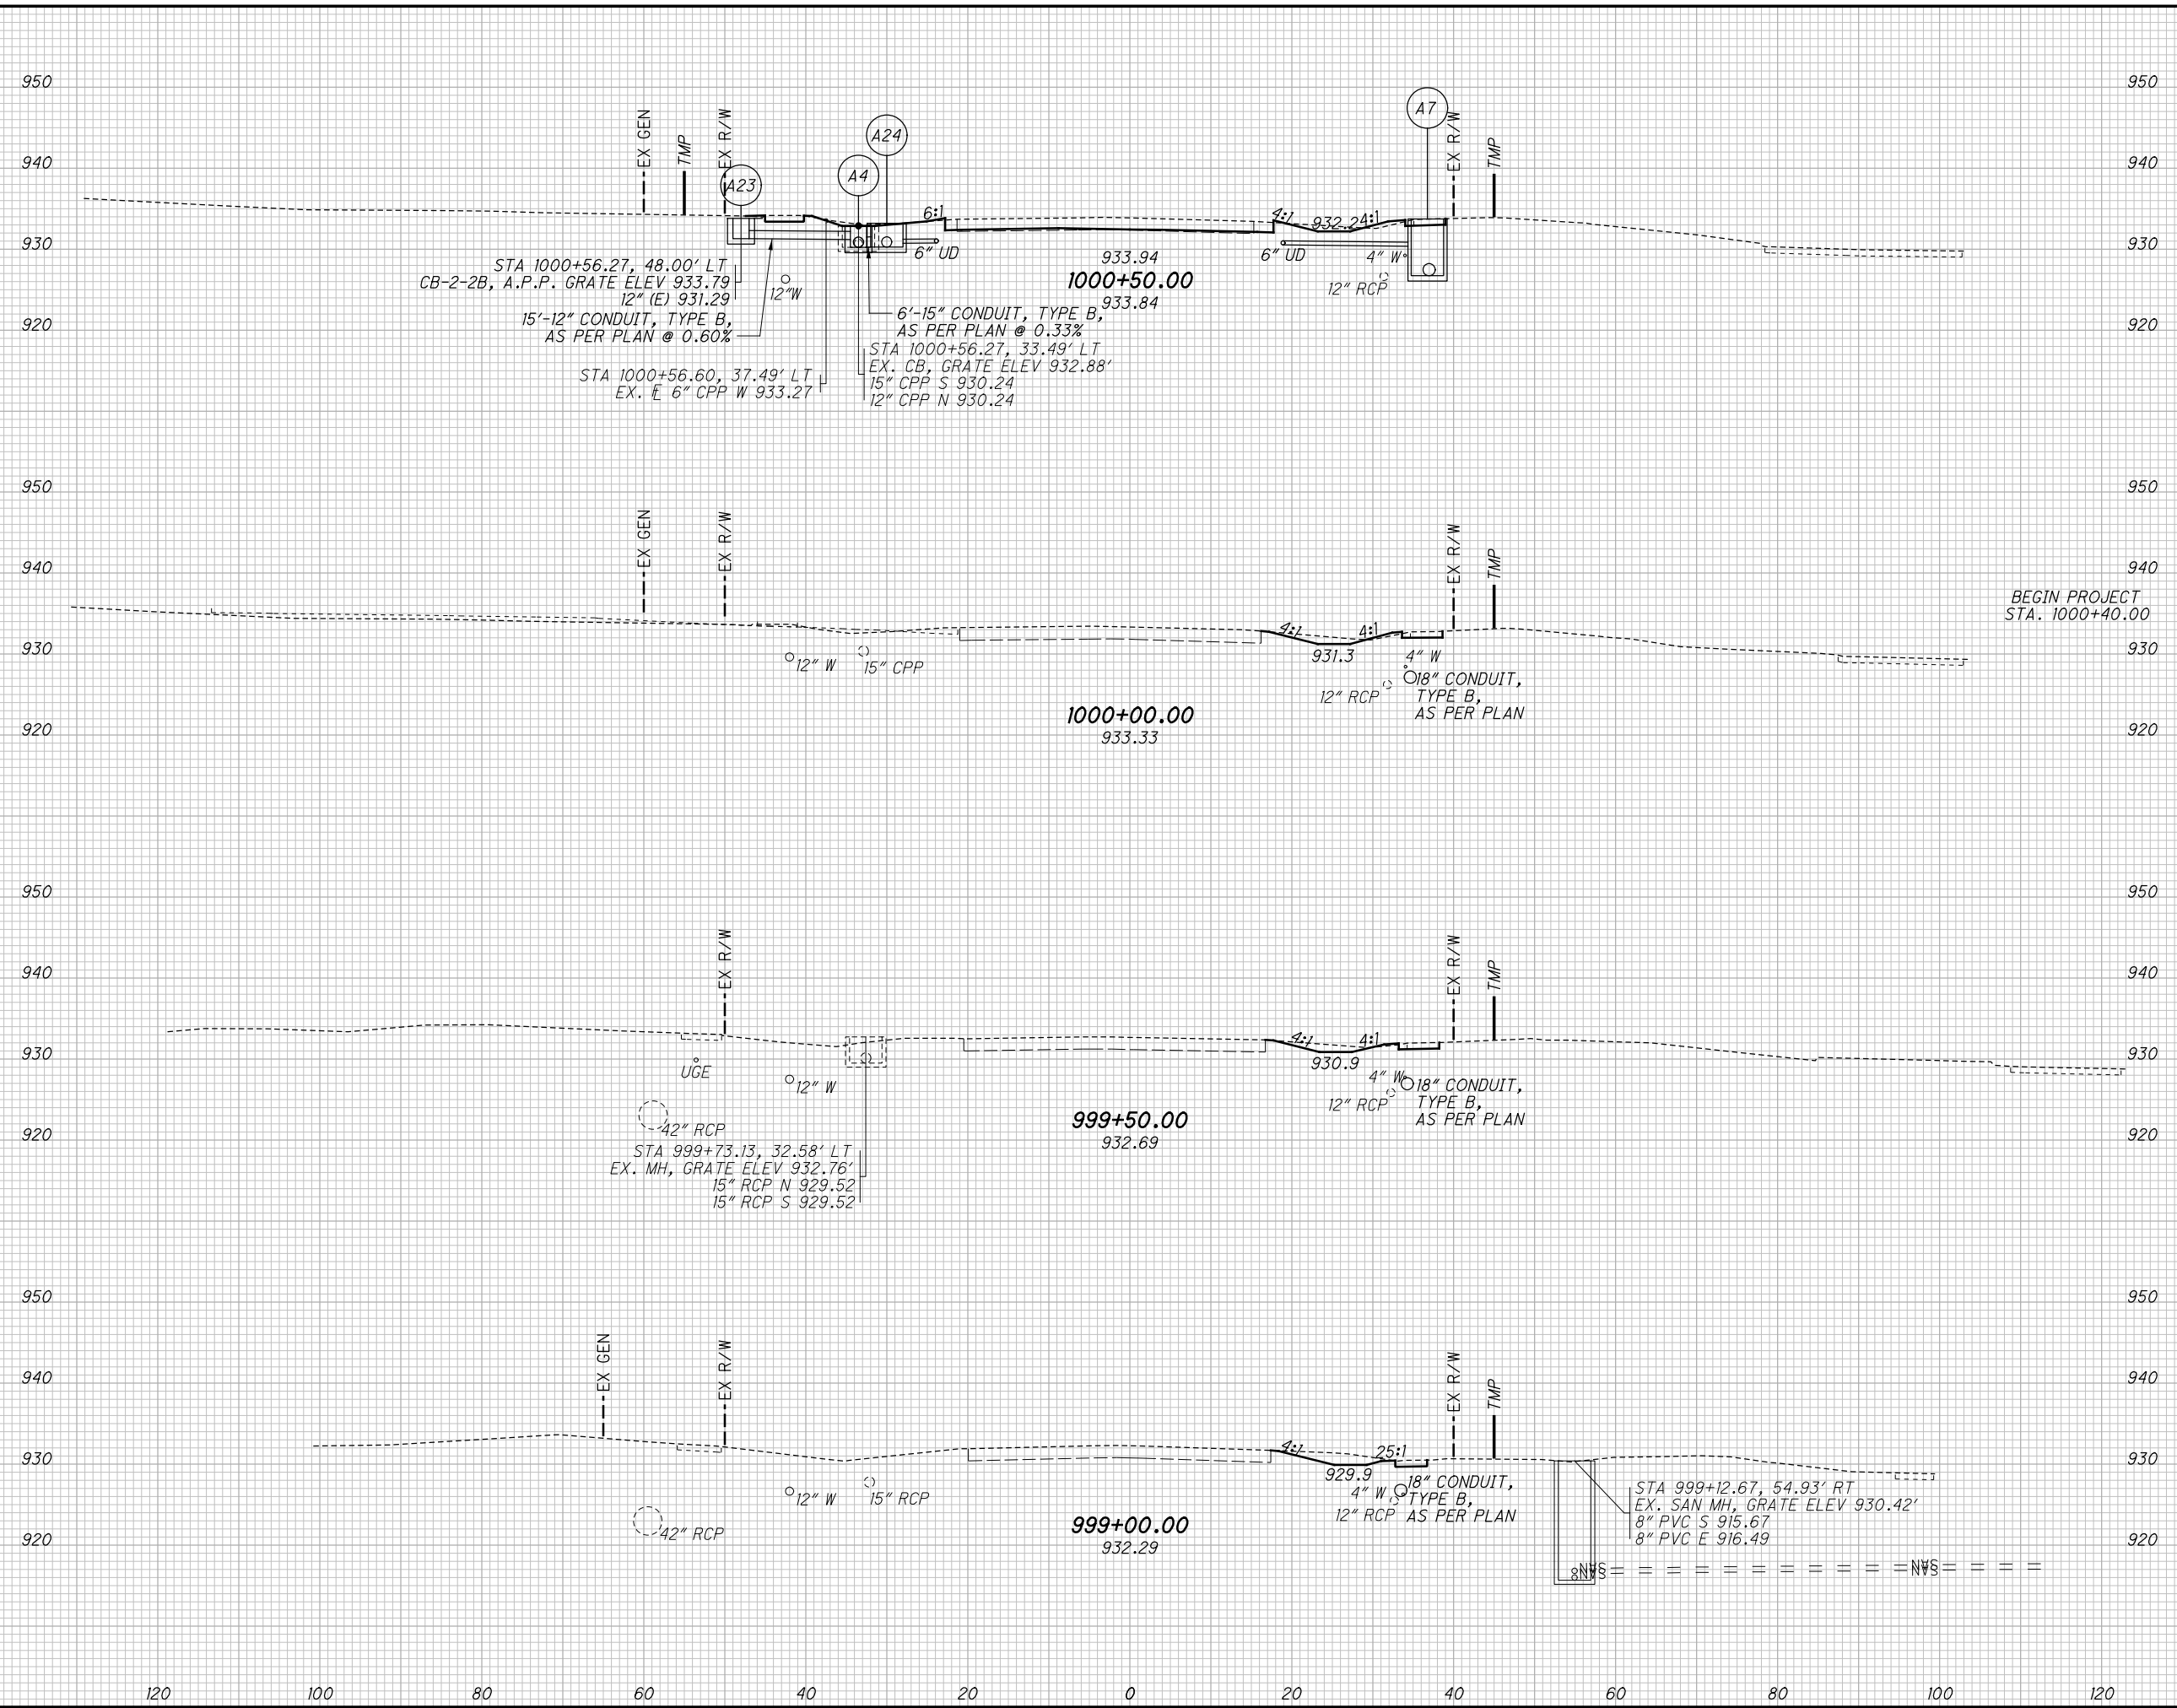 950
950
EX GEN
TMP
EX R/W
A24
A7
EX R/W
TMP
940
940
A23
A4
6:1
4:1
932.2
4:1
930
930
6" UD
6" UD
4" W
933.94
STA 1000+56.27, 48.00' LT
CB-2-2B, A.P.P. GRATE ELEV 933.79
12" (E) 931.29
12"W
1000+50.00
12" RCP
933.84
15'-12" CONDUIT, TYPE B,
AS PER PLAN @ 0.60%
6'-15" CONDUIT, TYPE B,
AS PER PLAN @ 0.33%
920
920
STA 1000+56.27, 33.49' LT
EX. CB, GRATE ELEV 932.88'
15" CPP S 930.24
12" CPP N 930.24
STA 1000+56.60, 37.49' LT
EX. FL 6" CPP W 933.27
950
950
EX GEN
EX R/W
EX R/W
TMP
940
940
BEGIN PROJECT
STA. 1000+40.00
4:1
4:1
930
930
931.3
4" W
12" W
15" CPP
12" RCP
18" CONDUIT,
TYPE B,
AS PER PLAN
1000+00.00
933.33
920
920
950
950
EX R/W
EX R/W
TMP
940
940
4:1
4:1
930
930
930.9
UGE
12" W
4" W
12" RCP
18" CONDUIT,
TYPE B,
AS PER PLAN
42" RCP
999+50.00
932.69
920
920
STA 999+73.13, 32.58' LT
EX. MH, GRATE ELEV 932.76'
15" RCP N 929.52
15" RCP S 929.52
950
950
EX GEN
EX R/W
EX R/W
TMP
940
940
4:1
25:1
930
930
929.9
12" W
15" RCP
4" W
12" RCP
18" CONDUIT,
TYPE B,
AS PER PLAN
STA 999+12.67, 54.93' RT
EX. SAN MH, GRATE ELEV 930.42'
8" PVC S 915.67
8" PVC E 916.49
42" RCP
999+00.00
932.29
920
920
SAN
SAN
120
100
80
60
40
20
0
20
40
60
80
100
120